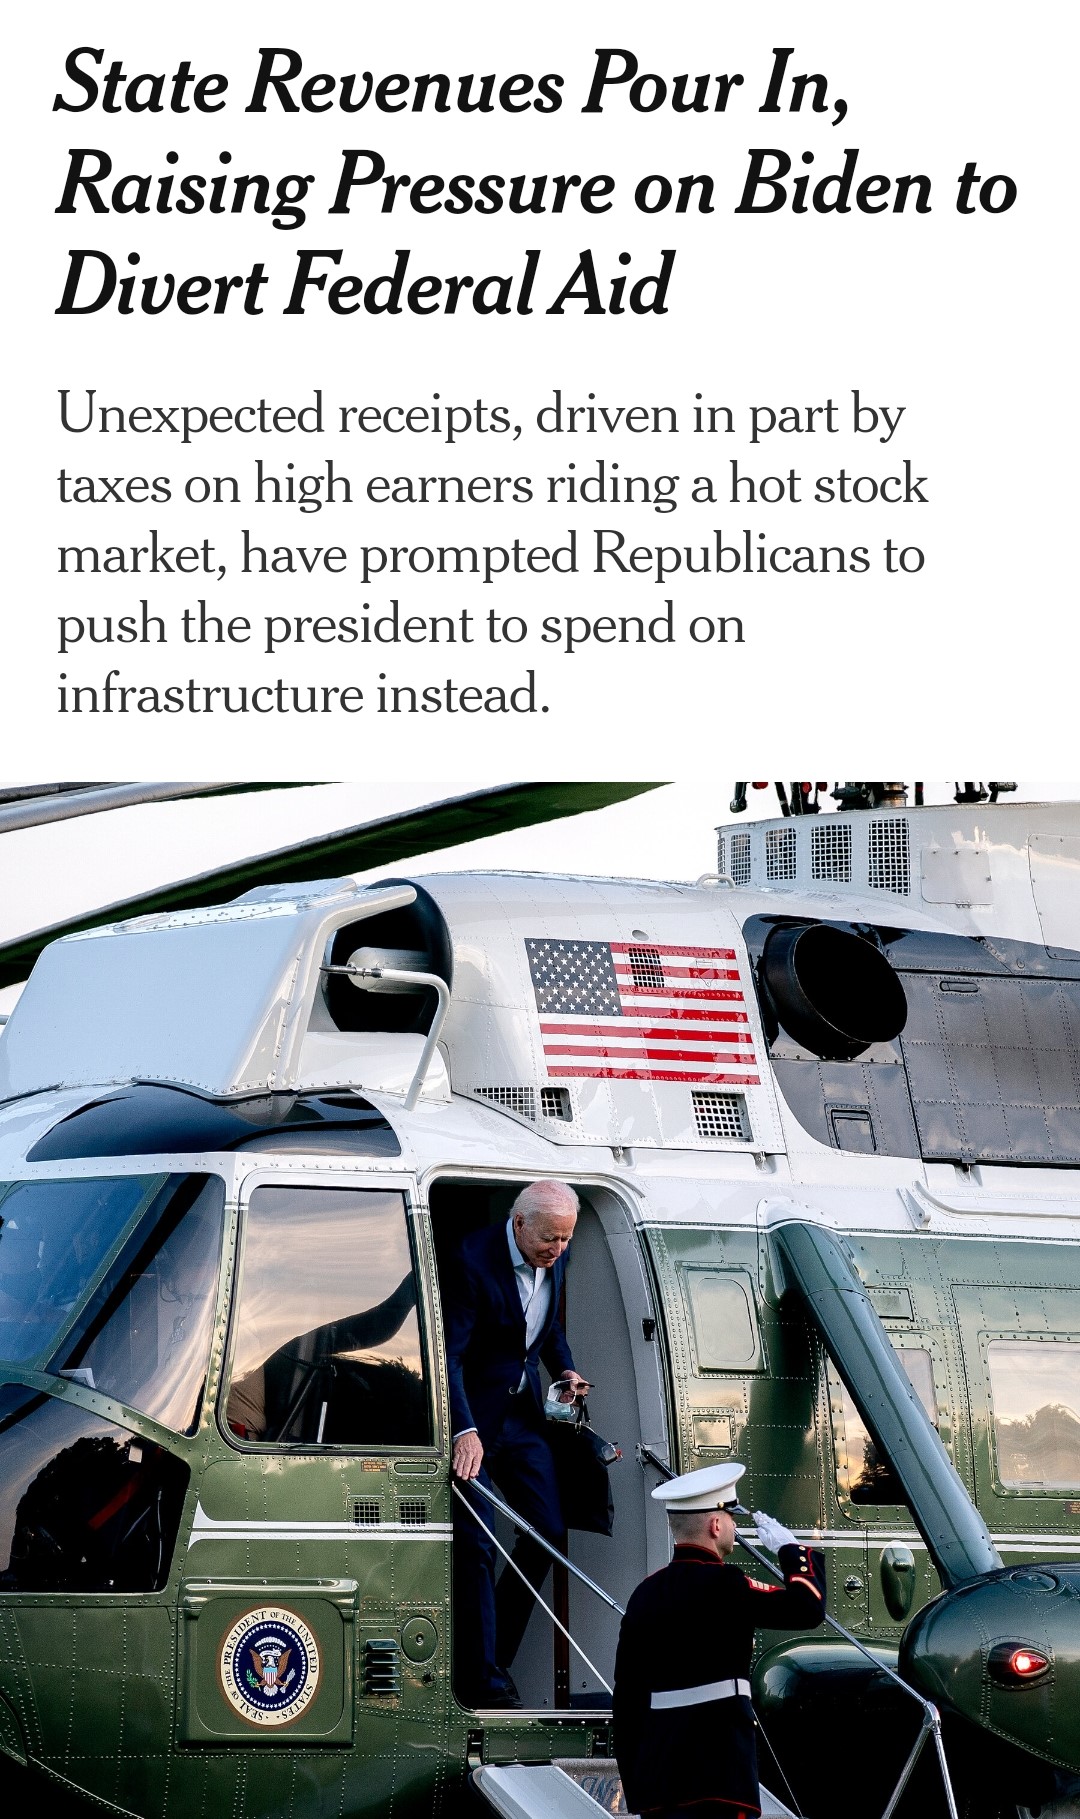 State Revenues Pour In,
Raising Pressure on Biden to
Divert Federal Aid
Unexpected receipts, driven in part by
taxes on high earners riding a hot stock
market, have prompted Republicans to
push the president to spend on
infrastructure instead.
SEAL OF THE PRESIDENT OF THE UNITED STATES